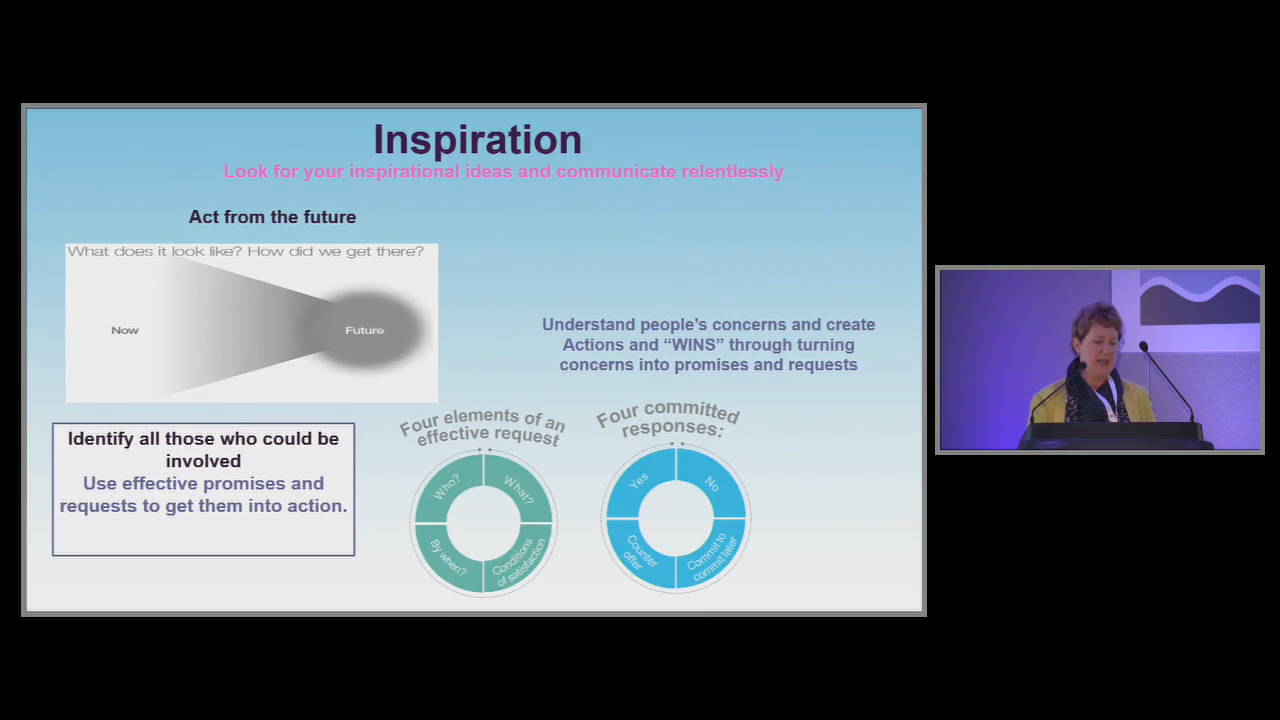 Inspiration
Look for your inspirational ideas and communicate relentlessly
Act from the future
What does it look like? How did we get there?
Now
Future
Understand people’s concerns and create
Actions and “WINS” through turning
concerns into promises and requests
Identify all those who could be
involved
Use effective promises and
requests to get them into action.
Four elements of an
effective request
Who?
What?
By when?
Conditions
of satisfaction
Four committed
responses:
Yes
No
Counter
offer
Commit to
commit later